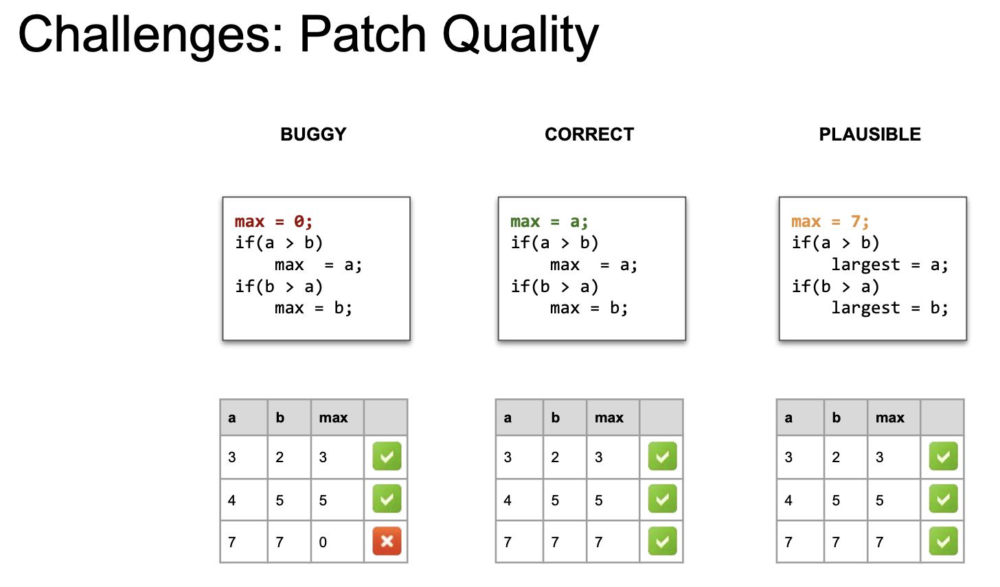 Challenges: Patch Quality
BUGGY
max = 0;
if(a > b)
    max  = a;
if(b > a)
    max = b;
a b max
3 2 3
4 5 5
7 7 0
CORRECT
max = a;
if(a > b)
    max  = a;
if(b > a)
    max = b;
a b max
3 2 3
4 5 5
7 7 7
PLAUSIBLE
max = 7;
if(a > b)
    largest = a;
if(b > a)
    largest = b;
a b max
3 2 3
4 5 5
7 7 7